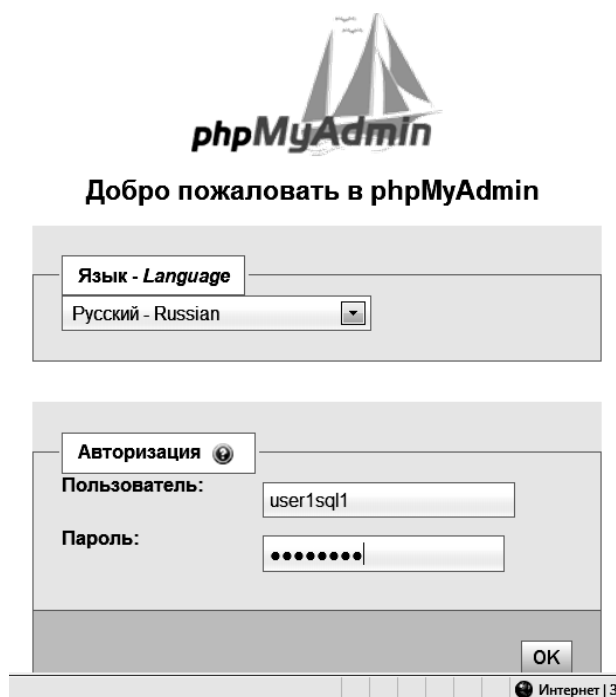 phpMyAdmin
Добро пожаловать в phpMyAdmin
Язык - Language
Русский - Russian
Авторизация
Пользователь:
user1sql1
Пароль:
OK
Интернет | З